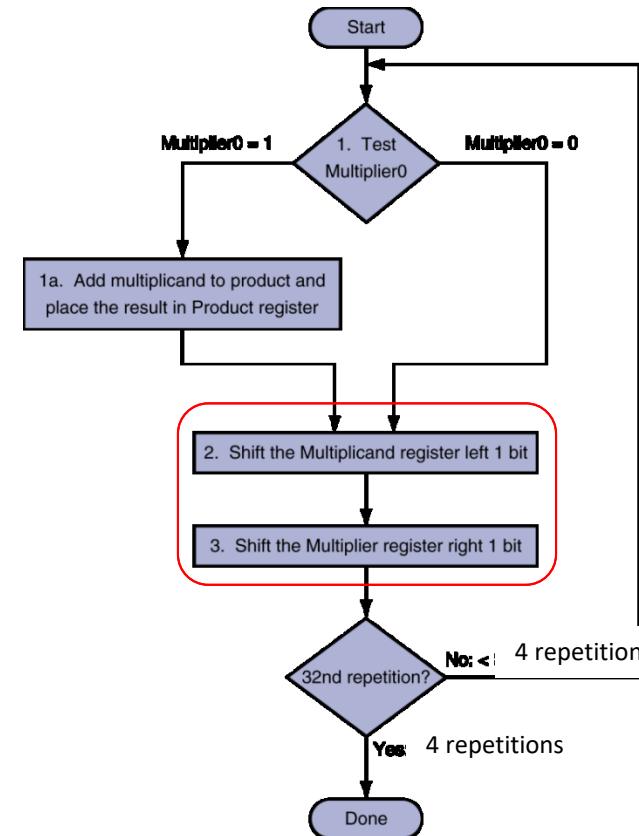 Start
Multiplier0 = 1
1. Test
Multiplier0
Multiplier0 = 0
1a. Add multiplicand to product and
place the result in Product register
2. Shift the Multiplicand register left 1 bit
3. Shift the Multiplier register right 1 bit
32nd repetition?
No: < 
4 repetition
Yes:
4 repetitions
Done